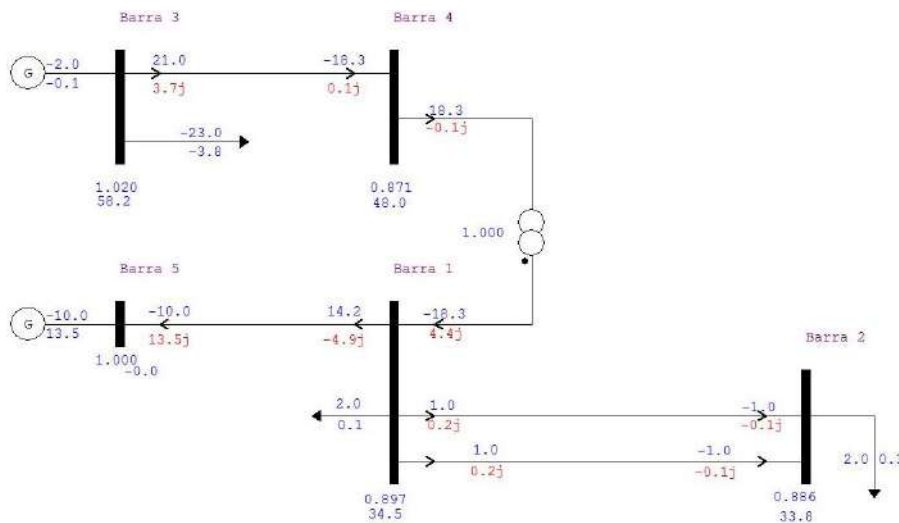 Barra 3
Barra 4
G
-2.0
-0.1
21.0
3.7j
-18.3
0.1j
18.3
-0.1j
-23.0
-3.8
1.020
58.2
0.871
48.0
1.000
Barra 5
Barra 1
G
-10.0
13.5
-10.0
13.5j
14.2
-4.9j
-18.3
4.4j
1.000
-0.0
Barra 2
2.0
0.1
1.0
0.2j
-1.0
-0.1j
1.0
0.2j
-1.0
-0.1j
2.0
0.897
34.5
0.886
33.8